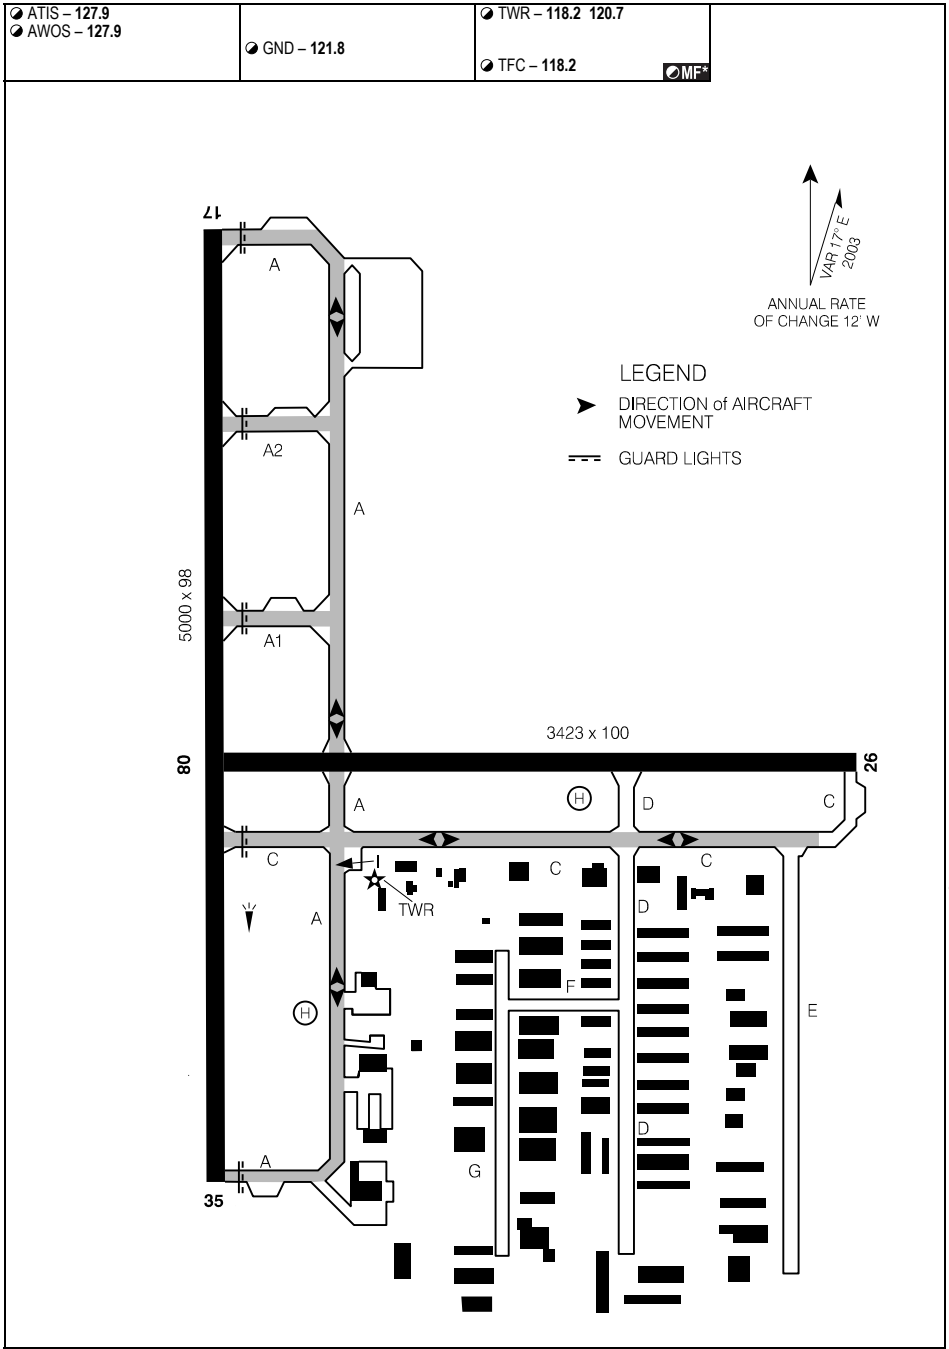 ATIS – 127.9
AWOS – 127.9
GND – 121.8
TWR – 118.2 120.7
TFC – 118.2
MF*
17
VAR 17° E
2003
ANNUAL RATE
OF CHANGE 12' W
A
LEGEND
DIRECTION of AIRCRAFT
MOVEMENT
GUARD LIGHTS
A2
A
5000 x 98
A1
3423 x 100
08
26
H
A
D
C
C
I
C
C
TWR
A
D
F
H
E
D
A
G
35